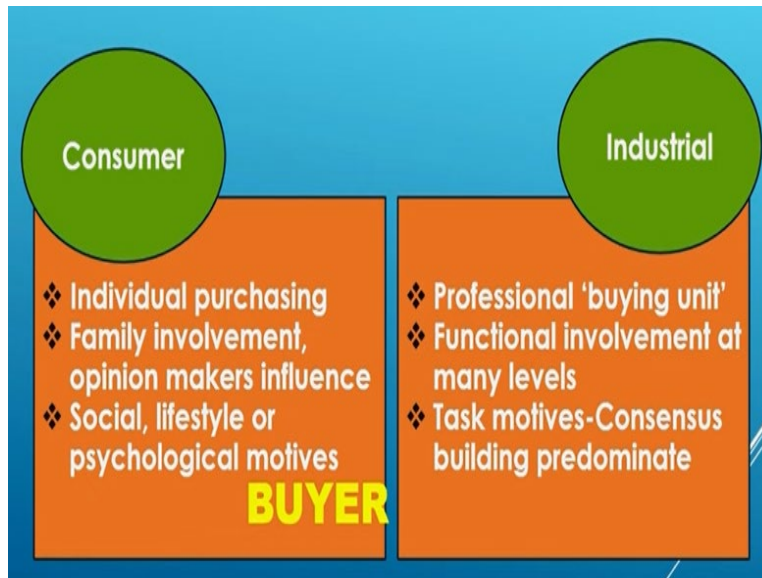 Consumer
❖ Individual purchasing
❖ Family involvement,
opinion makers influence
❖ Social, lifestyle or
psychological motives
BUYER
Industrial
❖ Professional ‘buying unit’
❖ Functional involvement at
many levels
❖ Task motives-Consensus
building predominate